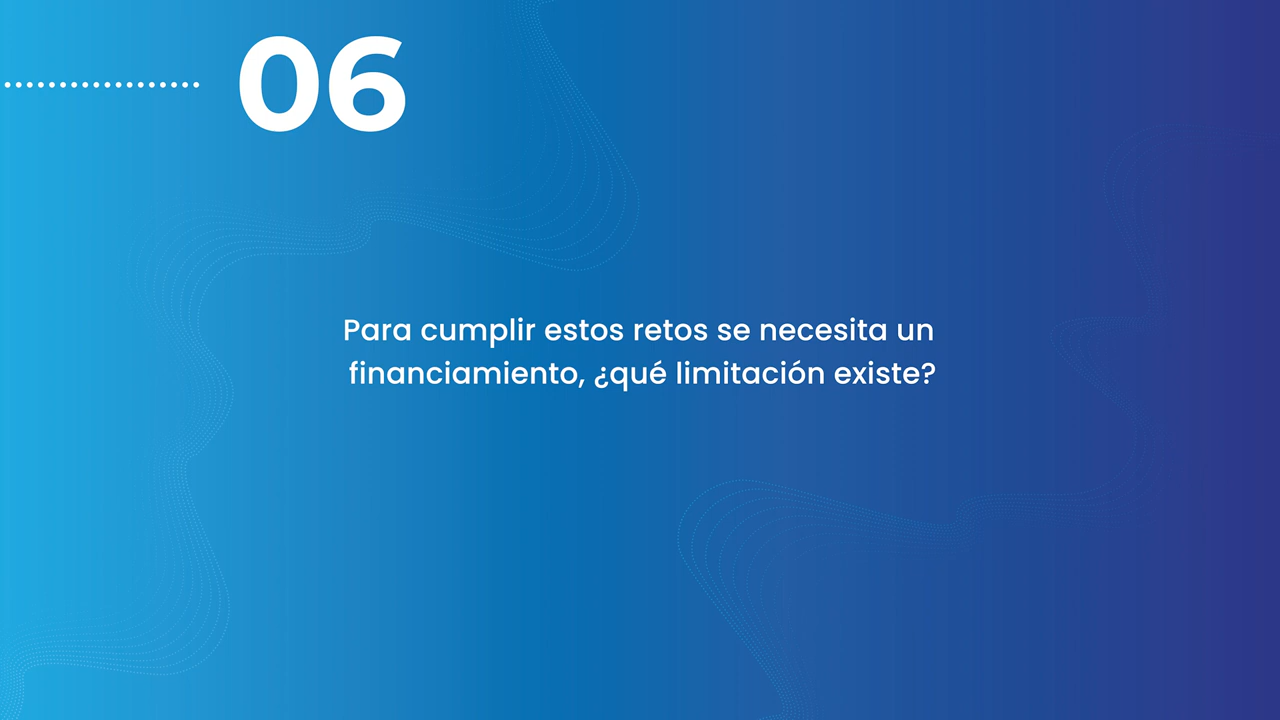 06
Para cumplir estos retos se necesita un
financiamiento, ¿qué limitación existe?